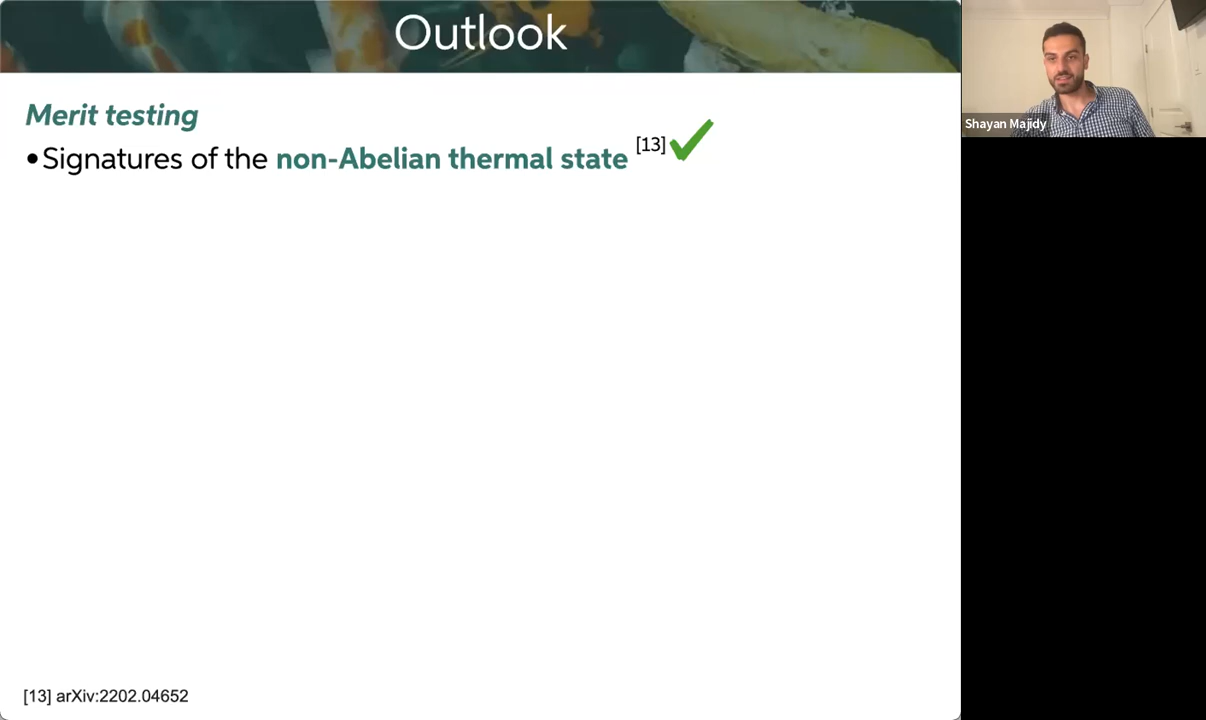 Outlook
Shayan Majidy
Merit testing
•Signatures of the non-Abelian thermal state [13]
[13] arXiv:2202.04652